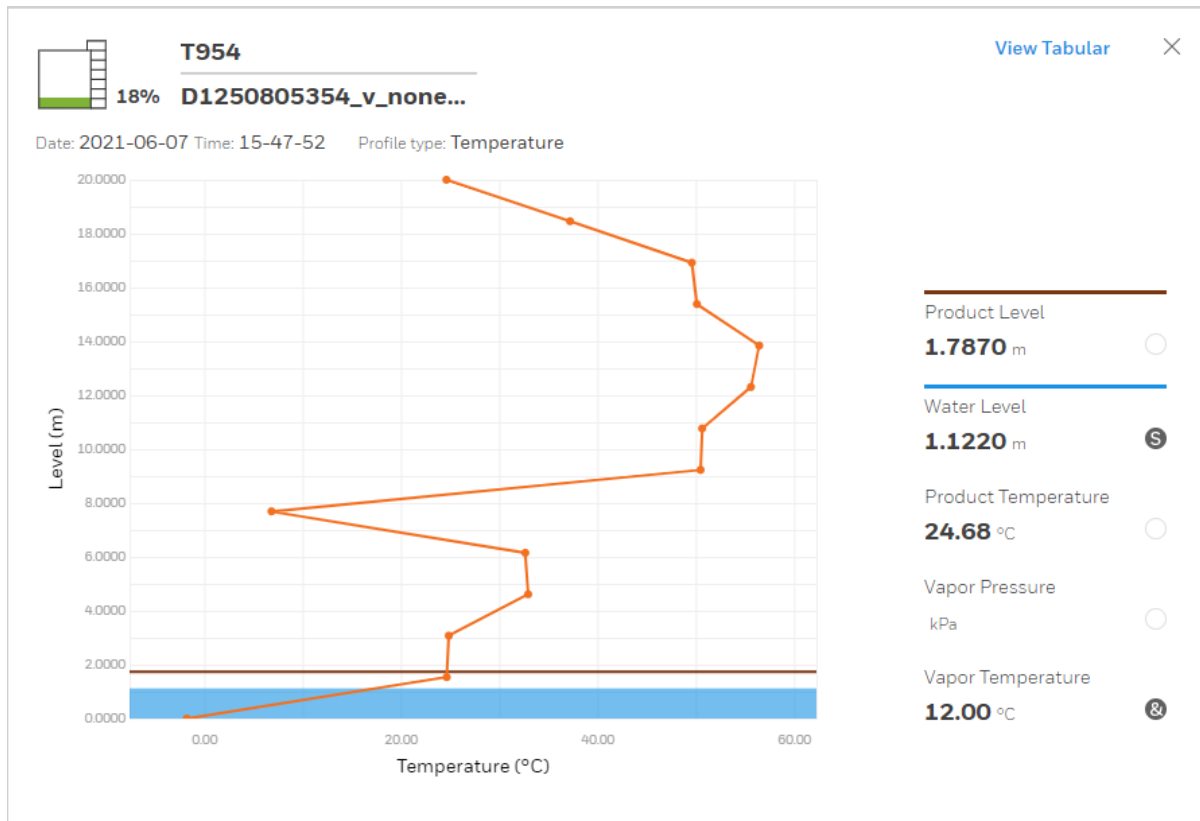 T954
View Tabular
18%
D1250805354_v_none...
Date: 2021-06-07 Time: 15-47-52 Profile type: Temperature
20.0000
18.0000
16.0000
14.0000
12.0000
10.0000
8.0000
6.0000
4.0000
2.0000
0.0000
Level (m)
0.00 20.00 40.00 60.00
Temperature (°C)
Product Level
1.7870 m
Water Level
1.1220 m S
Product Temperature
24.68 °C
Vapor Pressure
kPa
Vapor Temperature
12.00 °C &